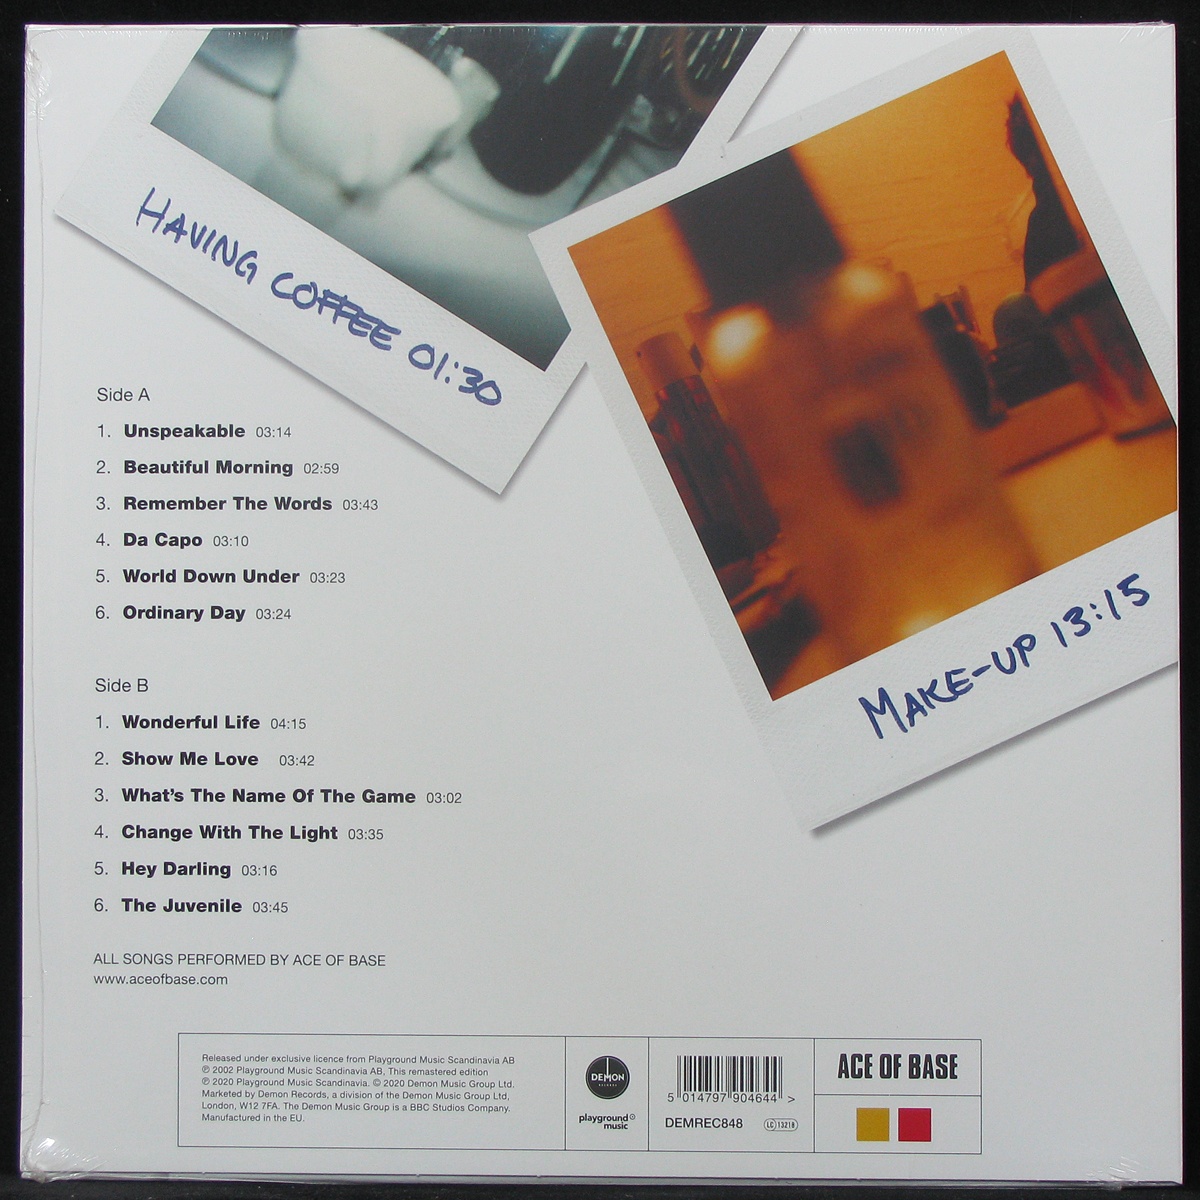 HAVING COFFEE 01:30
MAKE-UP 13:15
Side A
1. Unspeakable 03:14
2. Beautiful Morning 02:59
3. Remember The Words 03:43
4. Da Capo 03:10
5. World Down Under 03:23
6. Ordinary Day 03:24
Side B
1. Wonderful Life 04:15
2. Show Me Love 03:42
3. What's The Name Of The Game 03:02
4. Change With The Light 03:35
5. Hey Darling 03:16
6. The Juvenile 03:45
ALL SONGS PERFORMED BY ACE OF BASE
www.aceofbase.com
Released under exclusive licence from Playground Music Scandinavia AB
℗ 2002 Playground Music Scandinavia AB, This remastered edition
℗ 2020 Playground Music Scandinavia. © 2020 Demon Music Group Ltd.
Marketed by Demon Records, a division of the Demon Music Group Ltd,
London, W12 7FA. The Demon Music Group is a BBC Studios Company.
Manufactured in the EU.
DEMON
RECORDS
playground
music
5 014797 904644 >
DEMREC848
LC 13218
ACE OF BASE